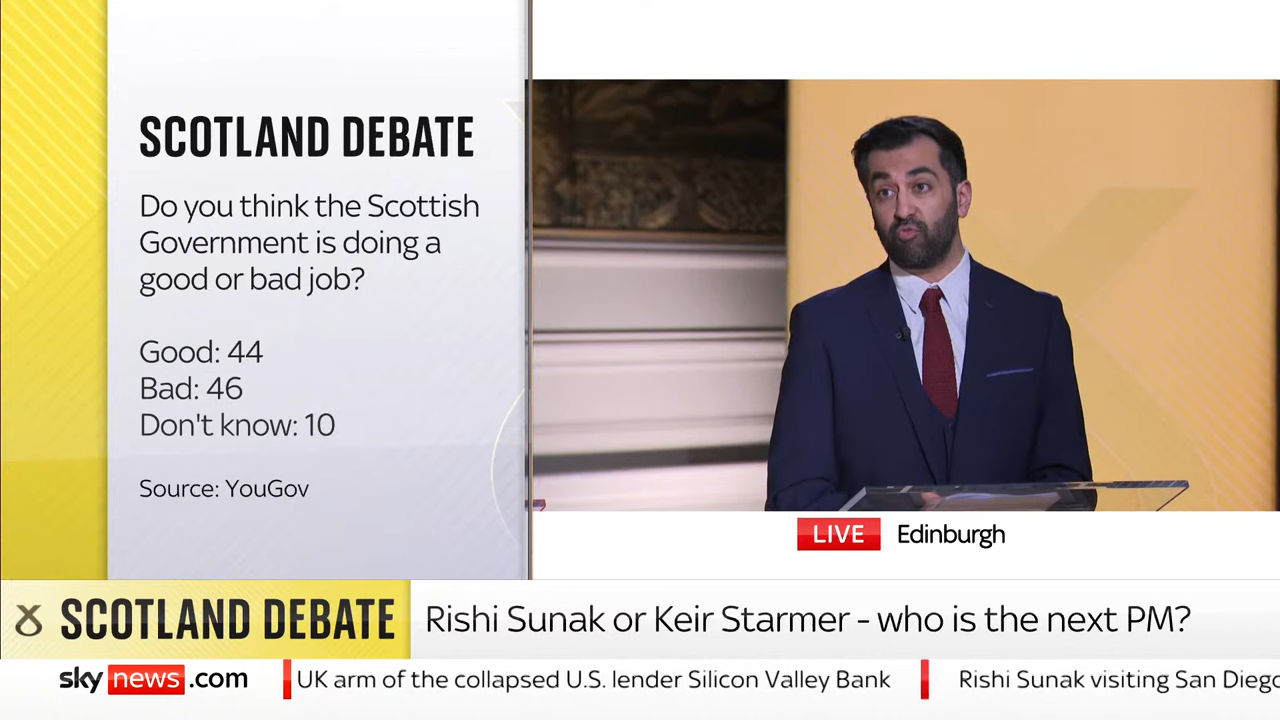 SCOTLAND DEBATE
Do you think the Scottish
Government is doing a
good or bad job?
Good: 44
Bad: 46
Don't know: 10
Source: YouGov
LIVE Edinburgh
SCOTLAND DEBATE
Rishi Sunak or Keir Starmer - who is the next PM?
sky news.com
UK arm of the collapsed U.S. lender Silicon Valley Bank
Rishi Sunak visiting San Diego